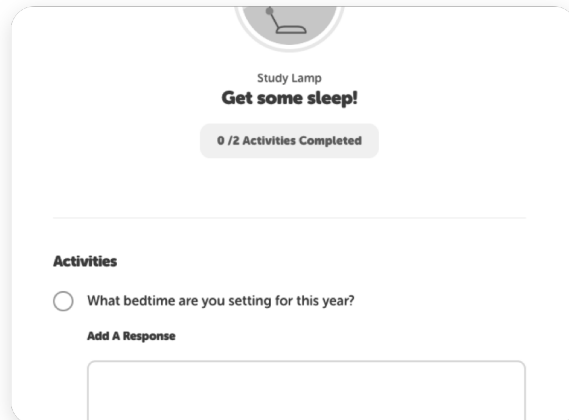 Study Lamp
Get some sleep!
0 /2 Activities Completed
Activities
What bedtime are you setting for this year?
Add A Response